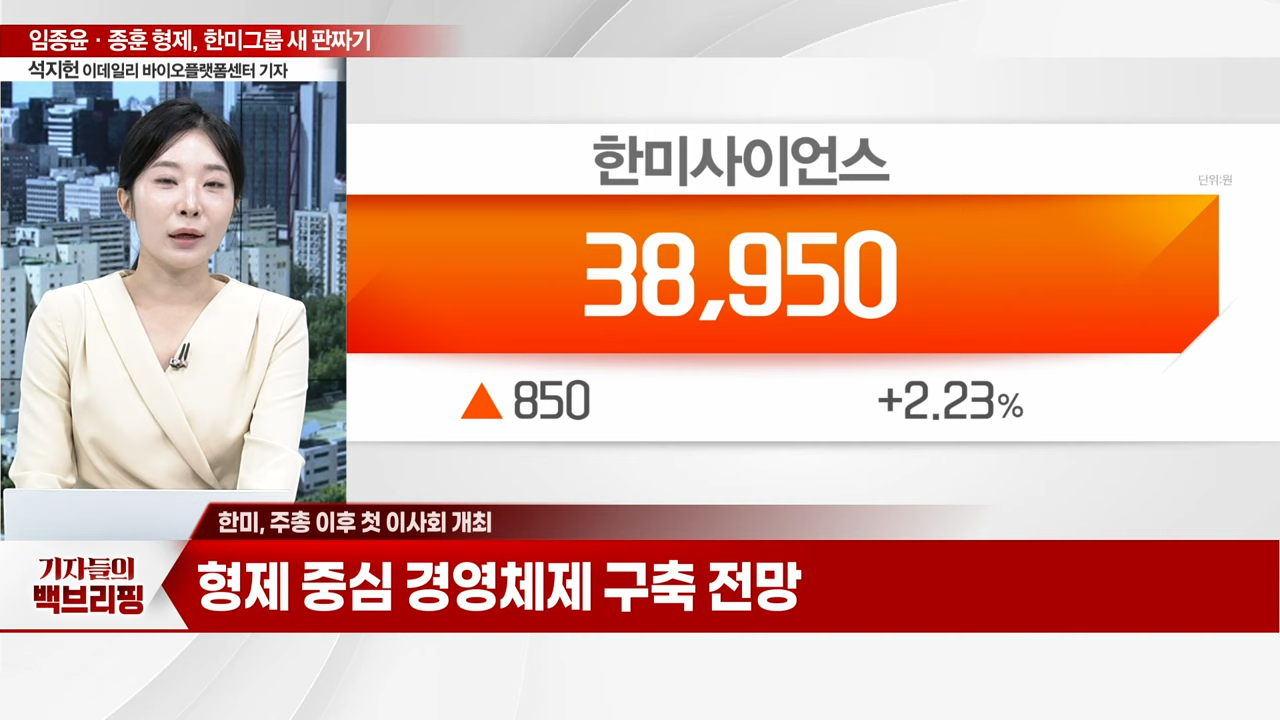 임종윤·종훈 형제, 한미그룹 새 판짜기
석지헌 이데일리 바이오플랫폼센터 기자
한미사이언스
단위:원
38,950
▲ 850
+2.23%
한미, 주총 이후 첫 이사회 개최
기자들의
백브리핑
형제 중심 경영체제 구축 전망